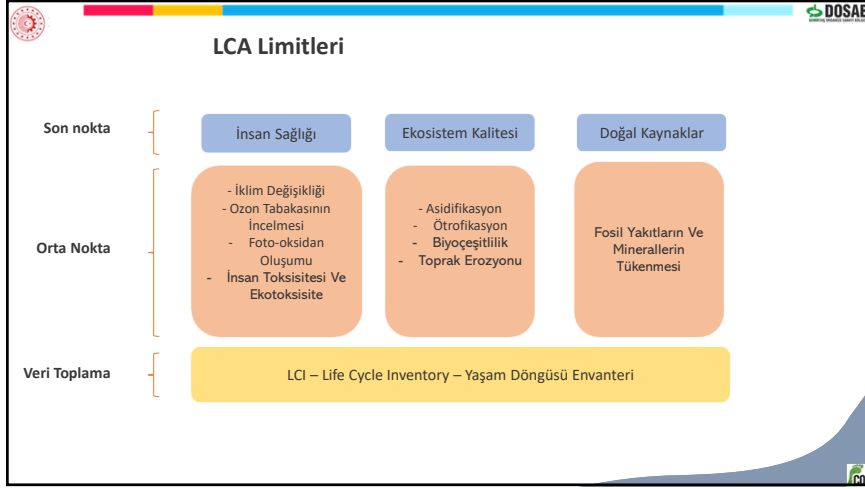 DOSAB
LCA Limitleri
Son nokta
İnsan Sağlığı
Ekosistem Kalitesi
Doğal Kaynaklar
Orta Nokta
- İklim Değişikliği
- Ozon Tabakasının
İncelmesi
- Foto-oksidan
Oluşumu
- İnsan Toksisitesi Ve
Ekotoksisite
- Asidifikasyon
- Ötrofikasyon
- Biyoçeşitlilik
- Toprak Erozyonu
Fosil Yakıtların Ve
Minerallerin
Tükenmesi
Veri Toplama
LCI – Life Cycle Inventory – Yaşam Döngüsü Envanteri